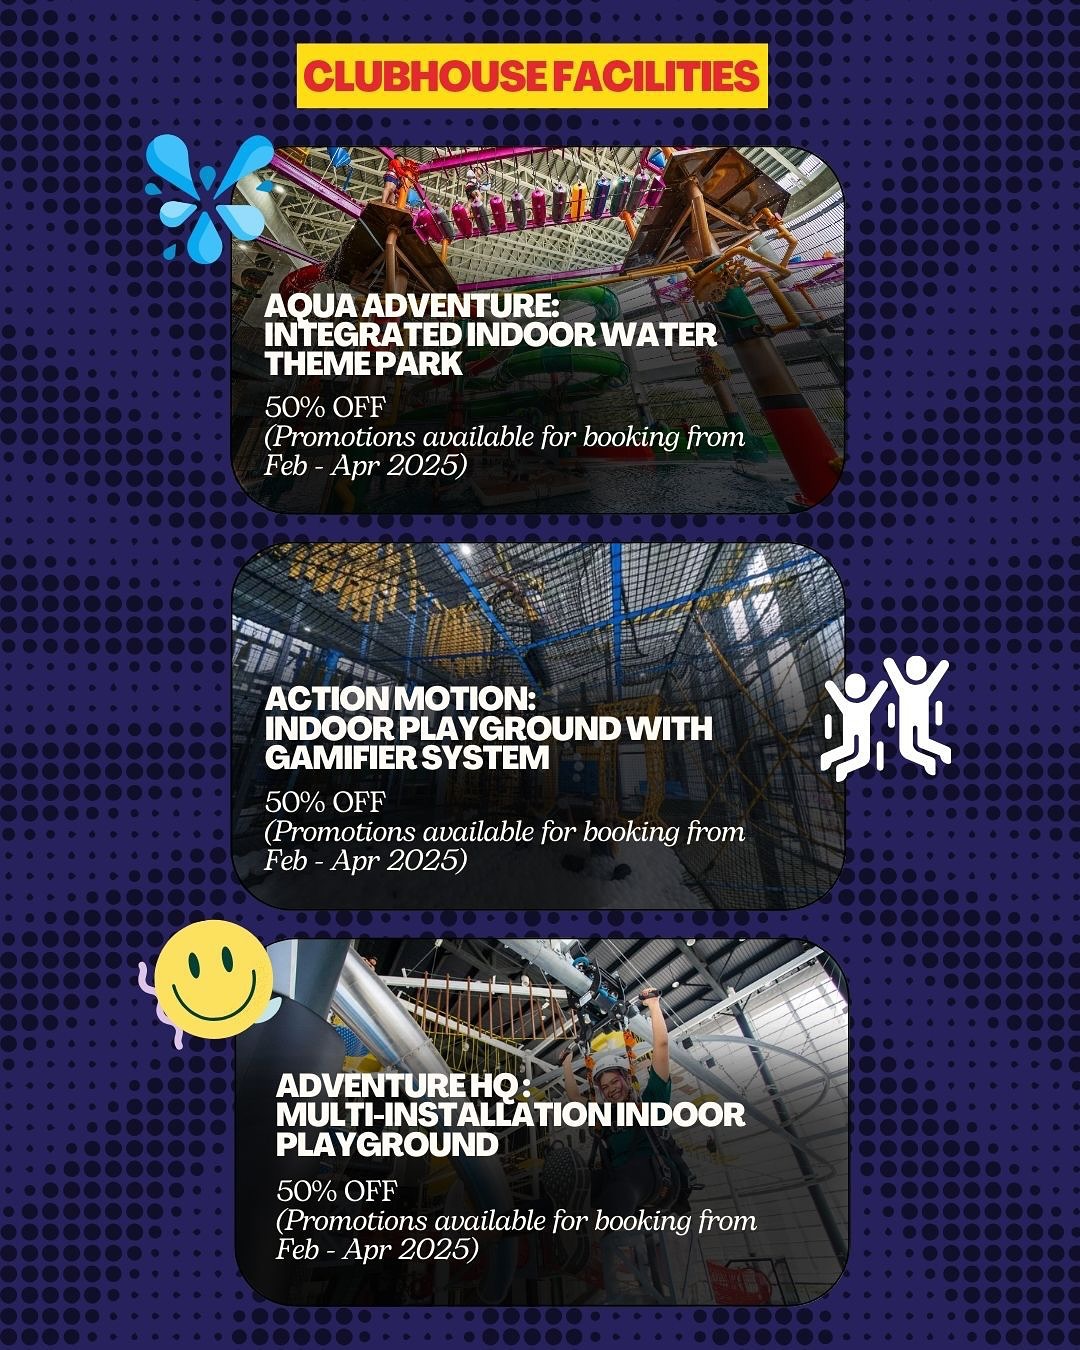 CLUBHOUSE FACILITIES
AQUA ADVENTURE:
INTEGRATED INDOOR WATER
THEME PARK
50% OFF
(Promotions available for booking from
Feb - Apr 2025)
ACTION MOTION:
INDOOR PLAYGROUND WITH
GAMIFIER SYSTEM
50% OFF
(Promotions available for booking from
Feb - Apr 2025)
ADVENTURE HQ :
MULTI-INSTALLATION INDOOR
PLAYGROUND
50% OFF
(Promotions available for booking from
Feb - Apr 2025)